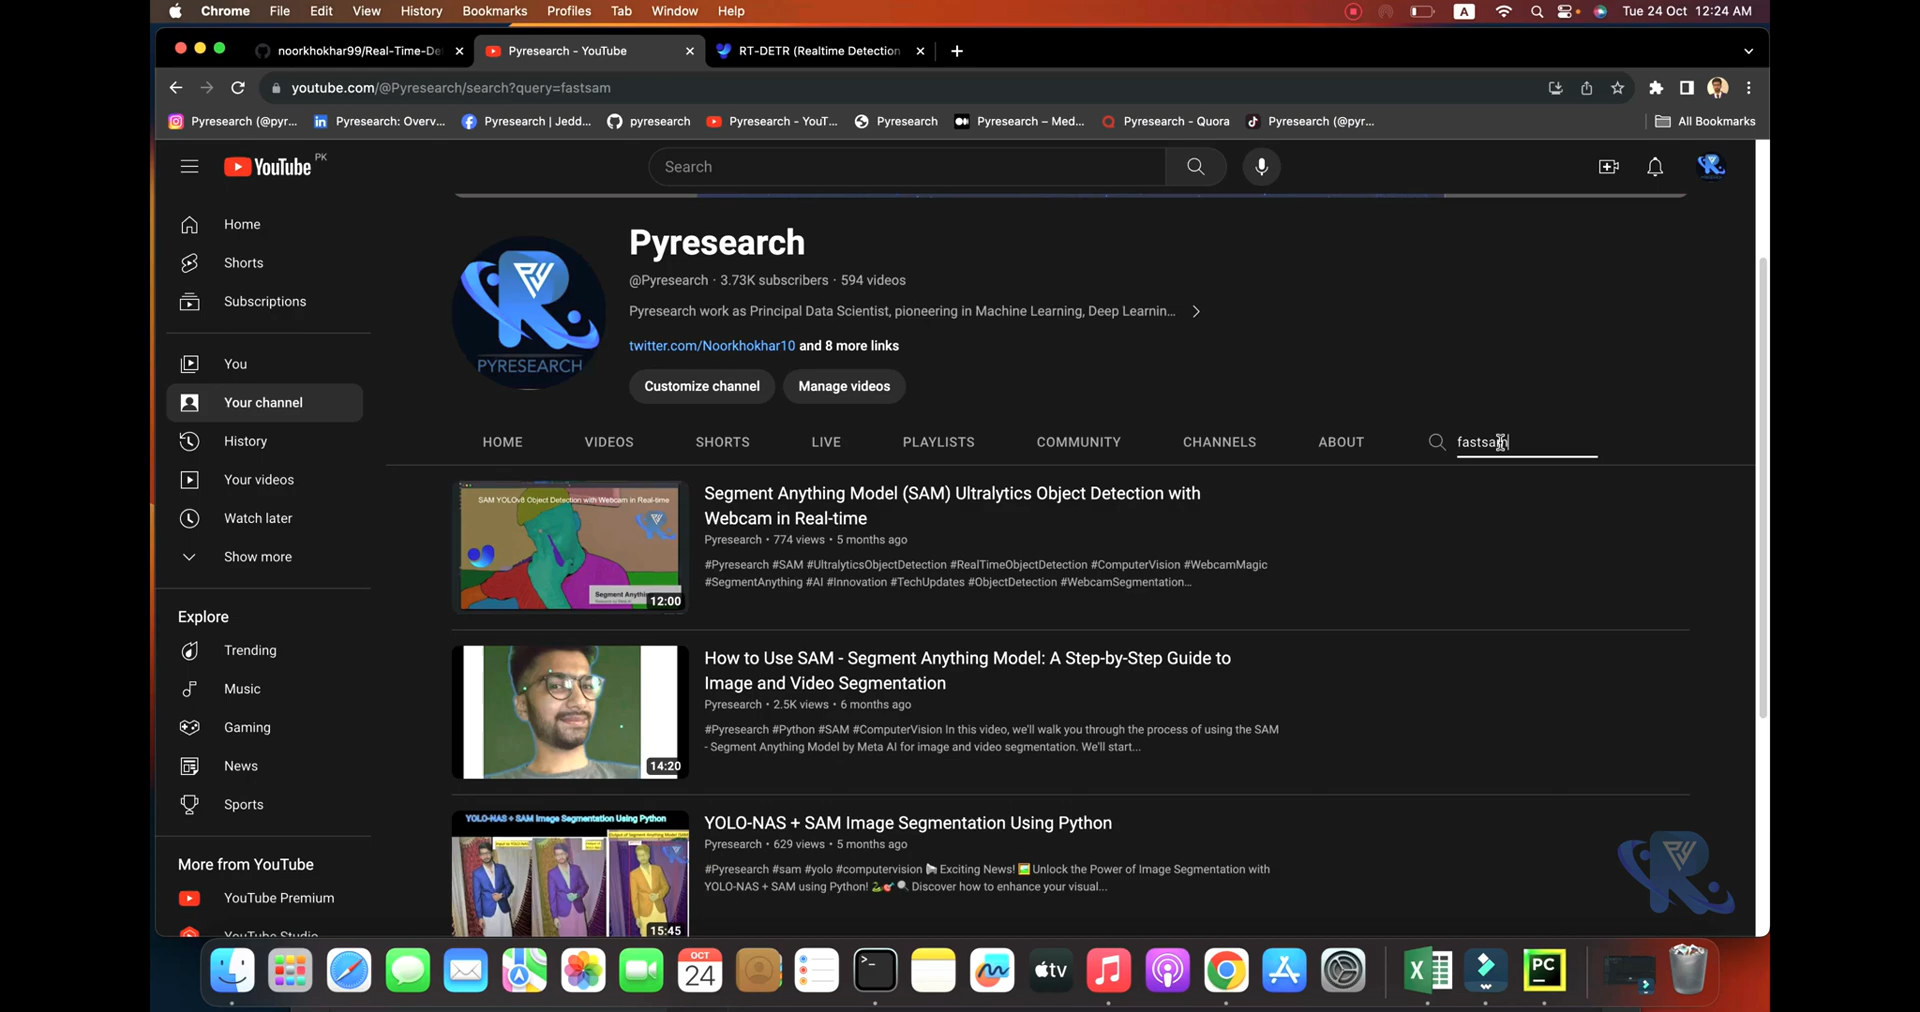 Chrome File Edit View History Bookmarks Profiles Tab Window Help A Tue 24 Oct 12:24 AM
noorkhokhar99/Real-Time-De Pyresearch - YouTube RT-DETR (Realtime Detection
youtube.com/@Pyresearch/search?query=fastsam
Pyresearch (@pyr... Pyresearch: Overv... Pyresearch | Jedd... pyresearch Pyresearch - YouT... Pyresearch Pyresearch – Med... Pyresearch - Quora Pyresearch (@pyr... All Bookmarks
YouTube PK
Search
Home
Shorts
Subscriptions
You
Your channel
History
Your videos
Watch later
Show more
Explore
Trending
Music
Gaming
News
Sports
More from YouTube
YouTube Premium
YouTube Studio
PYRESEARCH
Pyresearch
@Pyresearch · 3.73K subscribers · 594 videos
Pyresearch work as Principal Data Scientist, pioneering in Machine Learning, Deep Learnin...
twitter.com/Noorkhokhar10 and 8 more links
Customize channel Manage videos
HOME VIDEOS SHORTS LIVE PLAYLISTS COMMUNITY CHANNELS ABOUT fastsam
SAM YOLOv8 Object Detection with Webcam in Real-time
Segment Anythi
12:00
Segment Anything Model (SAM) Ultralytics Object Detection with
Webcam in Real-time
Pyresearch • 774 views • 5 months ago
#Pyresearch #SAM #UltralyticsObjectDetection #RealTimeObjectDetection #ComputerVision #WebcamMagic
#SegmentAnything #AI #Innovation #TechUpdates #ObjectDetection #WebcamSegmentation...
14:20
How to Use SAM - Segment Anything Model: A Step-by-Step Guide to
Image and Video Segmentation
Pyresearch • 2.5K views • 6 months ago
#Pyresearch #Python #SAM #ComputerVision In this video, we'll walk you through the process of using the SAM
- Segment Anything Model by Meta AI for image and video segmentation. We'll start...
YOLO-NAS + SAM Image Segmentation Using Python
15:45
YOLO-NAS + SAM Image Segmentation Using Python
Pyresearch • 629 views • 5 months ago
#Pyresearch #sam #yolo #computervision 📢 Exciting News! 🖼️ Unlock the Power of Image Segmentation with
YOLO-NAS + SAM using Python! 🐍🚀 🔍 Discover how to enhance your visual...
OCT
24
tv
PC